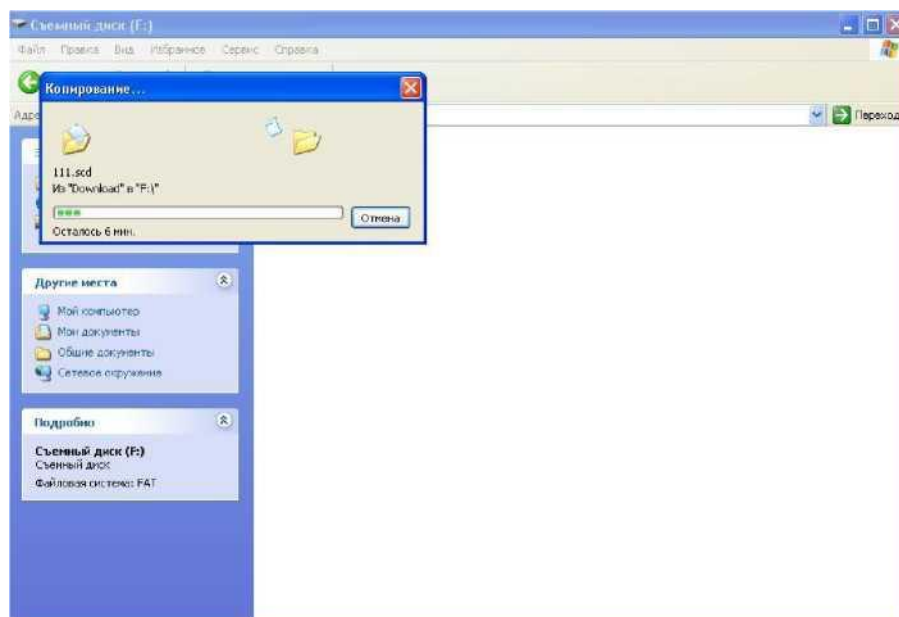 Съемный диск (F:)
Файл Правка Вид Избранное Сервис Справка
Копирование...
Переход
111.scd
Из "Download" в "F:\"
Отмена
Осталось 6 мин.
Другие места
Мой компьютер
Мои документы
Общие документы
Сетевое окружение
Подробно
Съемный диск (F:)
Съемный диск
Файловая система: FAT